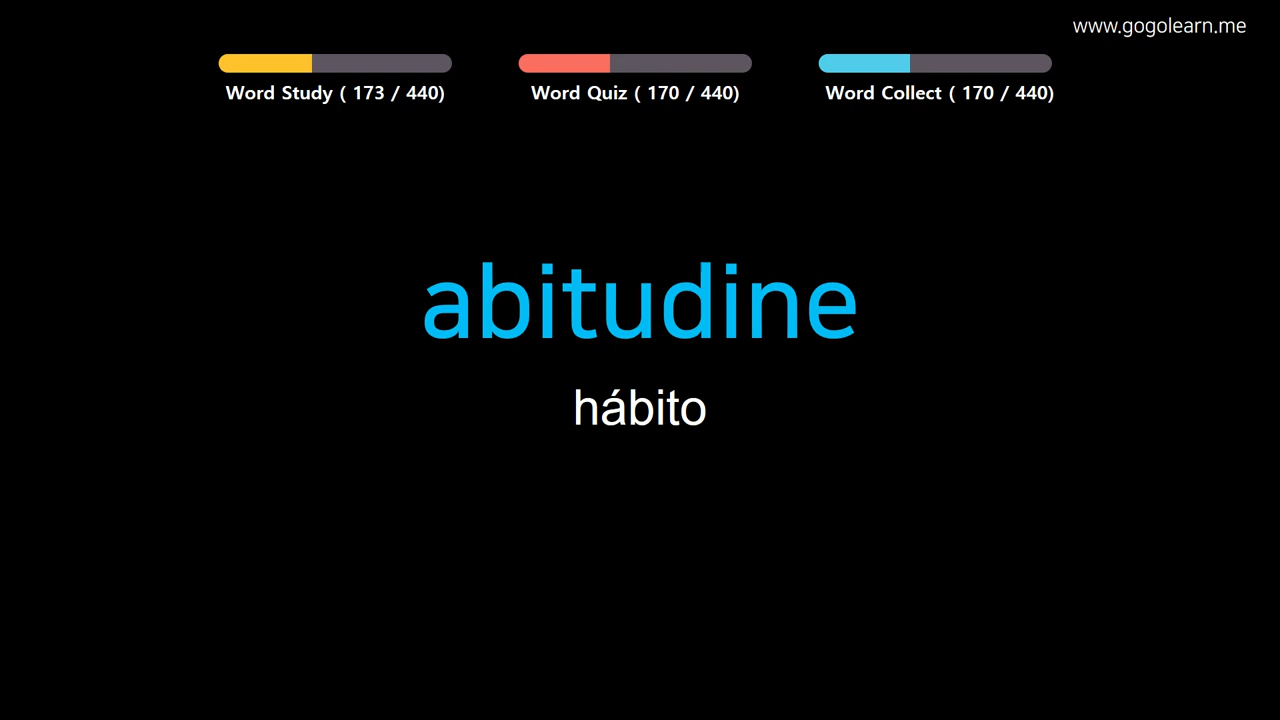 www.gogolearn.me
Word Study ( 173 / 440)
Word Quiz ( 170 / 440)
Word Collect ( 170 / 440)
abitudine
hábito